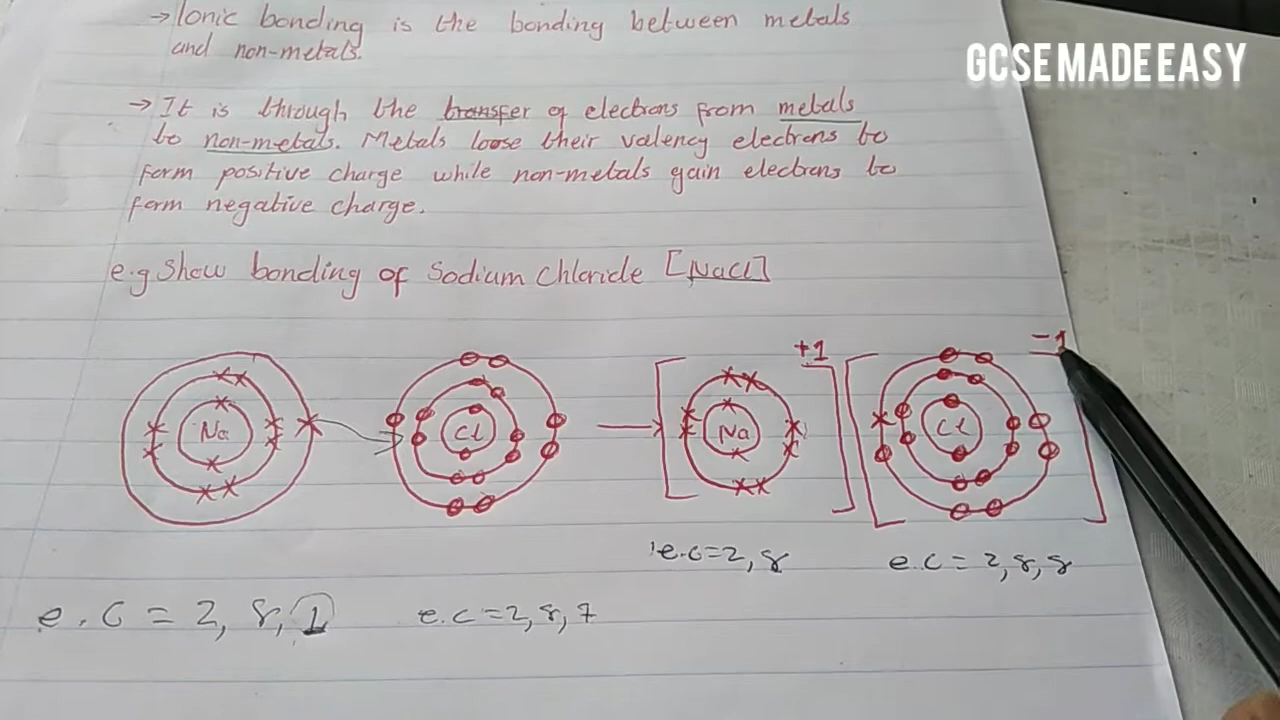 → Ionic bonding is the bonding between metals
and non-metals.
GCSE MADE EASY
→ It is through the transfer of electrons from metals
to non-metals. Metals loose their valency electrons to
form positive charge while non-metals gain electrons to
form negative charge.
e.g Show bonding of Sodium Chloride [NaCl]
+1 -1
Na Cl → Na Cl
e.c = 2, 8 e.c = 2, 8, 8
e.c = 2, 8, 1 e.c = 2, 8, 7